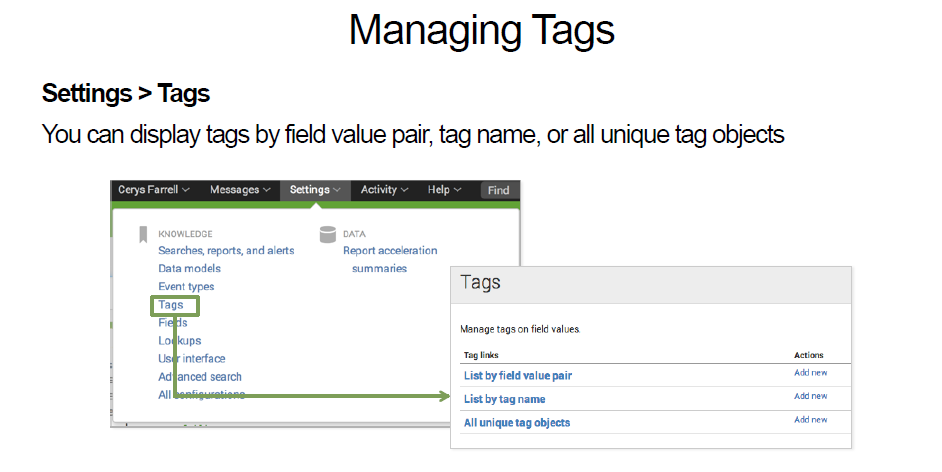 Managing Tags
Settings > Tags
You can display tags by field value pair, tag name, or all unique tag objects
Cerys Farrell Messages Settings Activity Help Find
KNOWLEDGE
Searches, reports, and alerts
Data models
Event types
Tags
Fields
Lookups
User interface
Advanced search
All configurations
DATA
Report acceleration
summaries
Tags
Manage tags on field values.
Tag links Actions
List by field value pair Add new
List by tag name Add new
All unique tag objects Add new